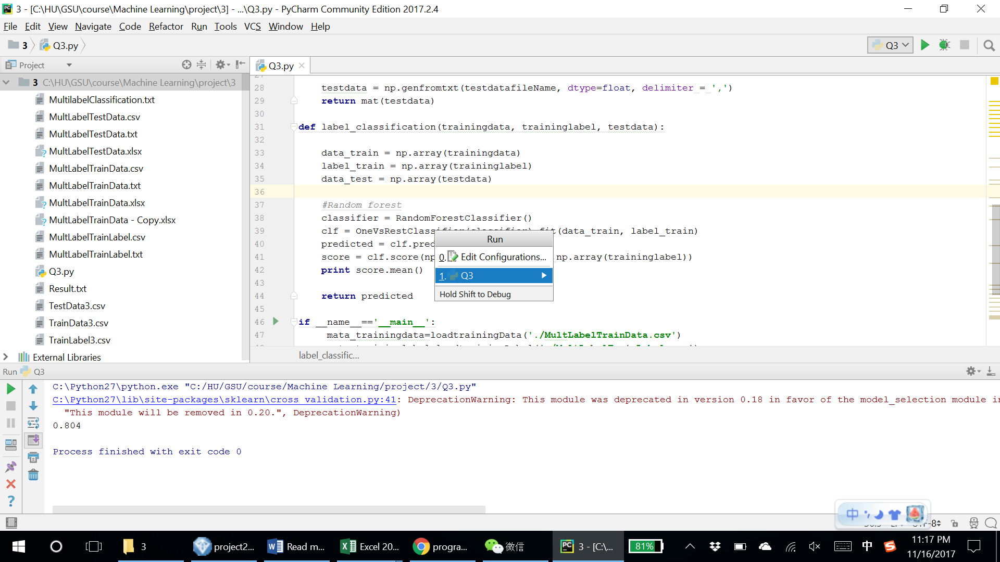 3 - [C:\HU\GSU\course\Machine Learning\project\3] - ...\Q3.py - PyCharm Community Edition 2017.2.4
File Edit View Navigate Code Refactor Run Tools VCS Window Help
3 Q3.py
Q3
Project
Q3.py
3 C:\HU\GSU\course\Machine Learning\project\3
MultilabelClassification.txt
MultLabelTestData.csv
MultLabelTestData.txt
MultLabelTestData.xlsx
MultLabelTrainData.csv
MultLabelTrainData.txt
MultLabelTrainData.xlsx
MultLabelTrainData - Copy.xlsx
MultLabelTrainLabel.csv
MultLabelTrainLabel.txt
Q3.py
Result.txt
TestData3.csv
TrainData3.csv
TrainLabel3.csv
External Libraries
28 testdata = np.genfromtxt(testdatafileName, dtype=float, delimiter = ',')
29 return mat(testdata)
30
31 def label_classification(trainingdata, traininglabel, testdata):
32
33 data_train = np.array(trainingdata)
34 label_train = np.array(traininglabel)
35 data_test = np.array(testdata)
36
37 #Random forest
38 classifier = RandomForestClassifier()
39 clf = OneVsRestClassifier(classifier).fit(data_train, label_train)
40 predicted = clf.pred
41 score = clf.score(np np.array(traininglabel))
42 print score.mean()
43
44 return predicted
45
46 if __name__=='__main__':
47 mata_trainingdata=loadtrainingData('./MultLabelTrainData.csv')
Run
0. Edit Configurations...
1. Q3
Hold Shift to Debug
label_classific...
Run Q3
C:\Python27\python.exe "C:/HU/GSU/course/Machine Learning/project/3/Q3.py"
C:\Python27\lib\site-packages\sklearn\cross_validation.py:41: DeprecationWarning: This module was deprecated in version 0.18 in favor of the model_selection module in
"This module will be removed in 0.20.", DeprecationWarning)
0.804
Process finished with exit code 0
中
-8
3
project2...
Read m...
Excel 20...
progra...
微信
3 - [C:\...
81%
中
11:17 PM
11/16/2017